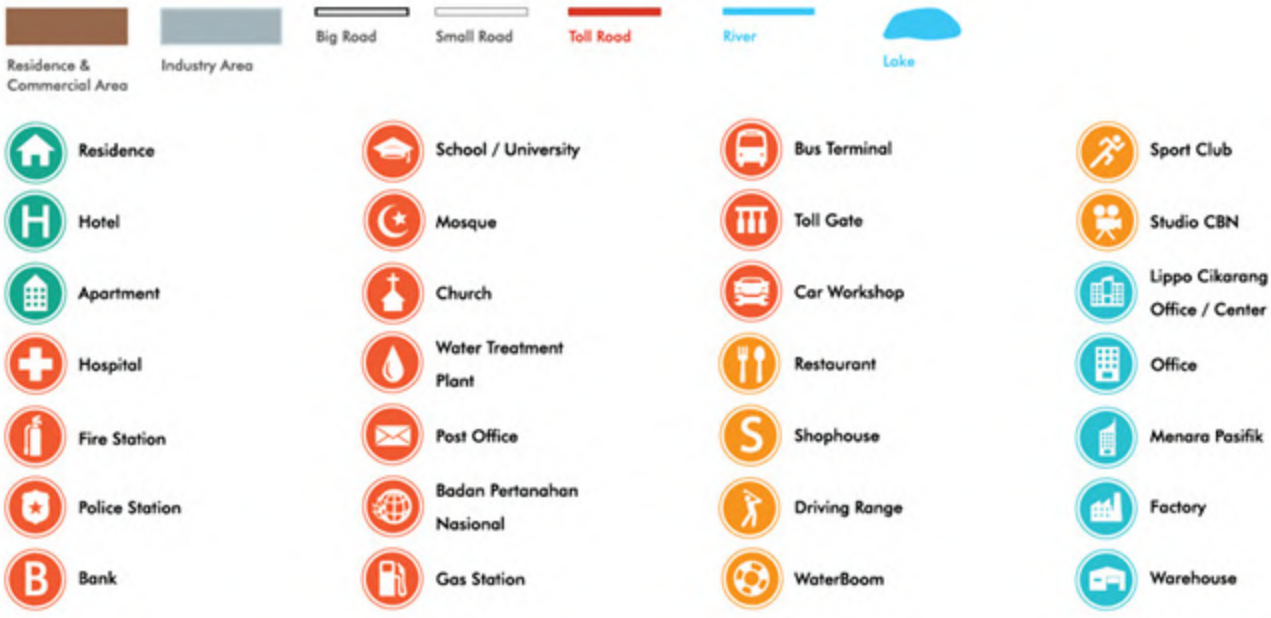 Residence &
Commercial Area
Industry Area
Big Road
Small Road
Toll Road
River
Lake
Residence
Hotel
Apartment
Hospital
Fire Station
Police Station
B
Bank
School / University
Mosque
Church
Water Treatment
Plant
Post Office
Badan Pertanahan
Nasional
Gas Station
Bus Terminal
Toll Gate
Car Workshop
Restaurant
S
Shophouse
Driving Range
WaterBoom
Sport Club
Studio CBN
Lippo Cikarang
Office / Center
Office
Menara Pasifik
Factory
Warehouse
H